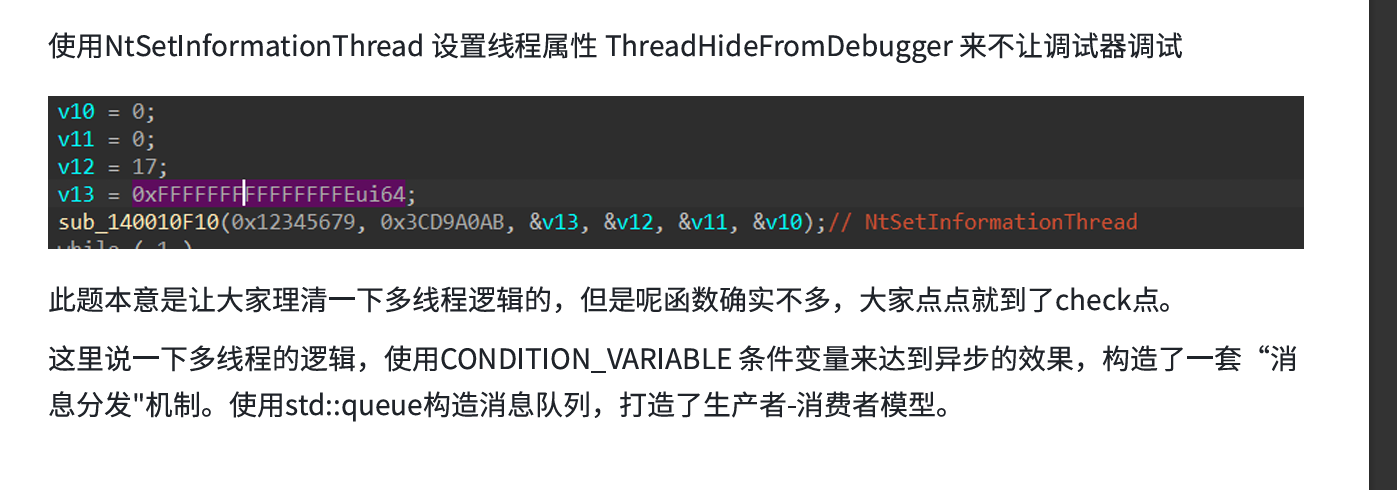 使用NtSetInformationThread 设置线程属性 ThreadHideFromDebugger 来不让调试器调试
v10 = 0;
v11 = 0;
v12 = 17;
v13 = 0xFFFFFFFFFFFFFFFEui64;
sub_140010F10(0x12345679, 0x3CD9A0AB, &v13, &v12, &v11, &v10);// NtSetInformationThread
while ( 1 )
此题本意是让大家理清一下多线程逻辑的，但是呢函数确实不多，大家点点就到了check点。
这里说一下多线程的逻辑，使用CONDITION_VARIABLE 条件变量来达到异步的效果，构造了一套“消
息分发"机制。使用std::queue构造消息队列，打造了生产者-消费者模型。